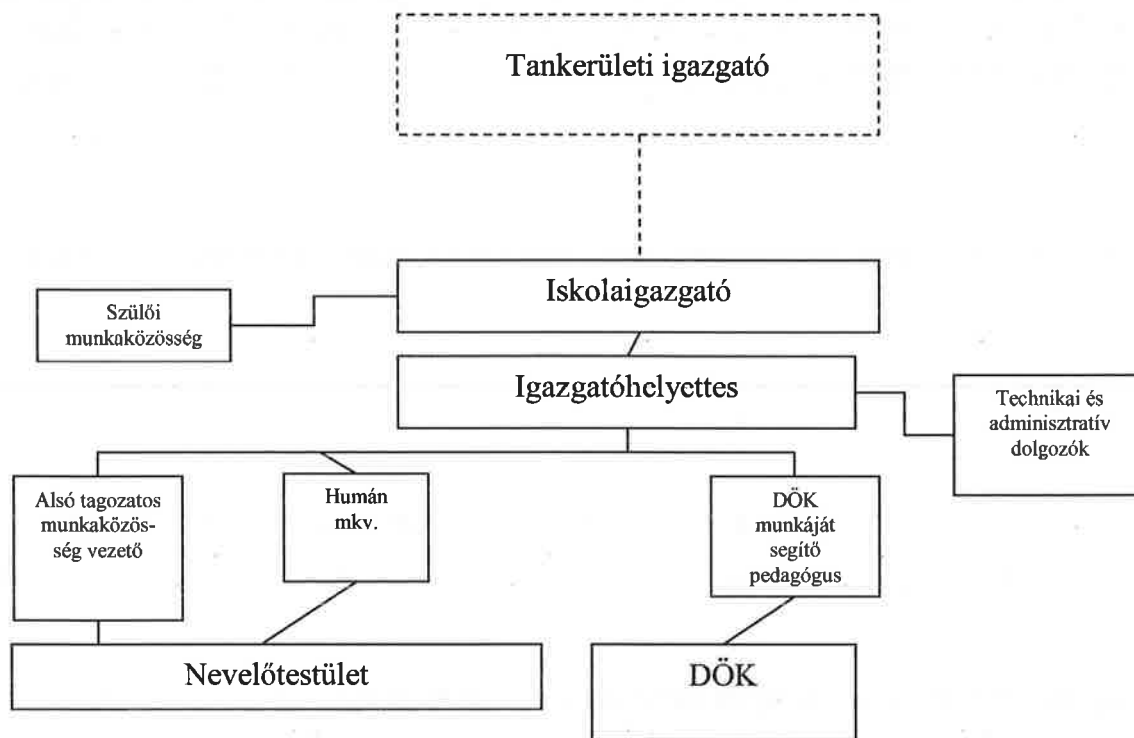 Tankerületi igazgató
Iskolaigazgató
Szülői
munkaközösség
Igazgatóhelyettes
Technikai és
adminisztratív
dolgozók
Alsó tagozatos
munkaközös-
ség vezető
Humán
mkv.
DÖK
munkáját
segítő
pedagógus
Nevelőtestület
DÖK